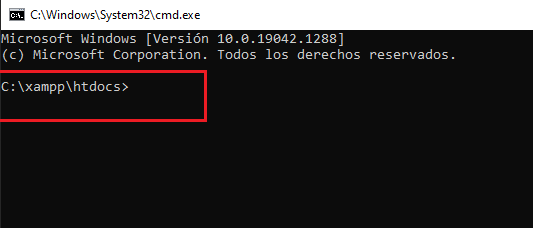 C:\Windows\System32\cmd.exe
Microsoft Windows [Versión 10.0.19042.1288]
(c) Microsoft Corporation. Todos los derechos reservados.
C:\xampp\htdocs>